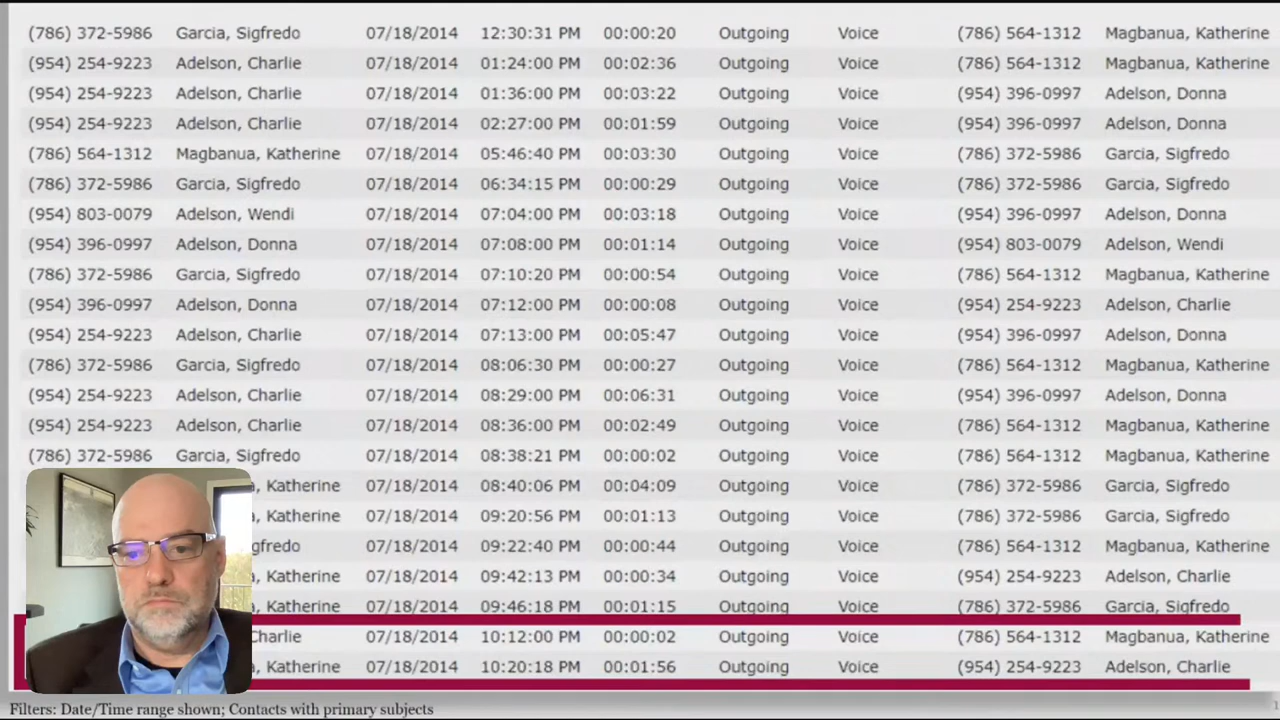 (786) 372-5986 Garcia, Sigfredo 07/18/2014 12:30:31 PM 00:00:20 Outgoing Voice (786) 564-1312 Magbanua, Katherine
(954) 254-9223 Adelson, Charlie 07/18/2014 01:24:00 PM 00:02:36 Outgoing Voice (786) 564-1312 Magbanua, Katherine
(954) 254-9223 Adelson, Charlie 07/18/2014 01:36:00 PM 00:03:22 Outgoing Voice (954) 396-0997 Adelson, Donna
(954) 254-9223 Adelson, Charlie 07/18/2014 02:27:00 PM 00:01:59 Outgoing Voice (954) 396-0997 Adelson, Donna
(786) 564-1312 Magbanua, Katherine 07/18/2014 05:46:40 PM 00:03:30 Outgoing Voice (786) 372-5986 Garcia, Sigfredo
(786) 372-5986 Garcia, Sigfredo 07/18/2014 06:34:15 PM 00:00:29 Outgoing Voice (786) 372-5986 Garcia, Sigfredo
(954) 803-0079 Adelson, Wendi 07/18/2014 07:04:00 PM 00:03:18 Outgoing Voice (954) 396-0997 Adelson, Donna
(954) 396-0997 Adelson, Donna 07/18/2014 07:08:00 PM 00:01:14 Outgoing Voice (954) 803-0079 Adelson, Wendi
(786) 372-5986 Garcia, Sigfredo 07/18/2014 07:10:20 PM 00:00:54 Outgoing Voice (786) 564-1312 Magbanua, Katherine
(954) 396-0997 Adelson, Donna 07/18/2014 07:12:00 PM 00:00:08 Outgoing Voice (954) 254-9223 Adelson, Charlie
(954) 254-9223 Adelson, Charlie 07/18/2014 07:13:00 PM 00:05:47 Outgoing Voice (954) 396-0997 Adelson, Donna
(786) 372-5986 Garcia, Sigfredo 07/18/2014 08:06:30 PM 00:00:27 Outgoing Voice (786) 564-1312 Magbanua, Katherine
(954) 254-9223 Adelson, Charlie 07/18/2014 08:29:00 PM 00:06:31 Outgoing Voice (954) 396-0997 Adelson, Donna
(954) 254-9223 Adelson, Charlie 07/18/2014 08:36:00 PM 00:02:49 Outgoing Voice (786) 564-1312 Magbanua, Katherine
(786) 372-5986 Garcia, Sigfredo 07/18/2014 08:38:21 PM 00:00:02 Outgoing Voice (786) 564-1312 Magbanua, Katherine
, Katherine 07/18/2014 08:40:06 PM 00:04:09 Outgoing Voice (786) 372-5986 Garcia, Sigfredo
, Katherine 07/18/2014 09:20:56 PM 00:01:13 Outgoing Voice (786) 372-5986 Garcia, Sigfredo
gfredo 07/18/2014 09:22:40 PM 00:00:44 Outgoing Voice (786) 564-1312 Magbanua, Katherine
, Katherine 07/18/2014 09:42:13 PM 00:00:34 Outgoing Voice (954) 254-9223 Adelson, Charlie
, Katherine 07/18/2014 09:46:18 PM 00:01:15 Outgoing Voice (786) 372-5986 Garcia, Sigfredo
Charlie 07/18/2014 10:12:00 PM 00:00:02 Outgoing Voice (786) 564-1312 Magbanua, Katherine
, Katherine 07/18/2014 10:20:18 PM 00:01:56 Outgoing Voice (954) 254-9223 Adelson, Charlie
Filters: Date/Time range shown; Contacts with primary subjects